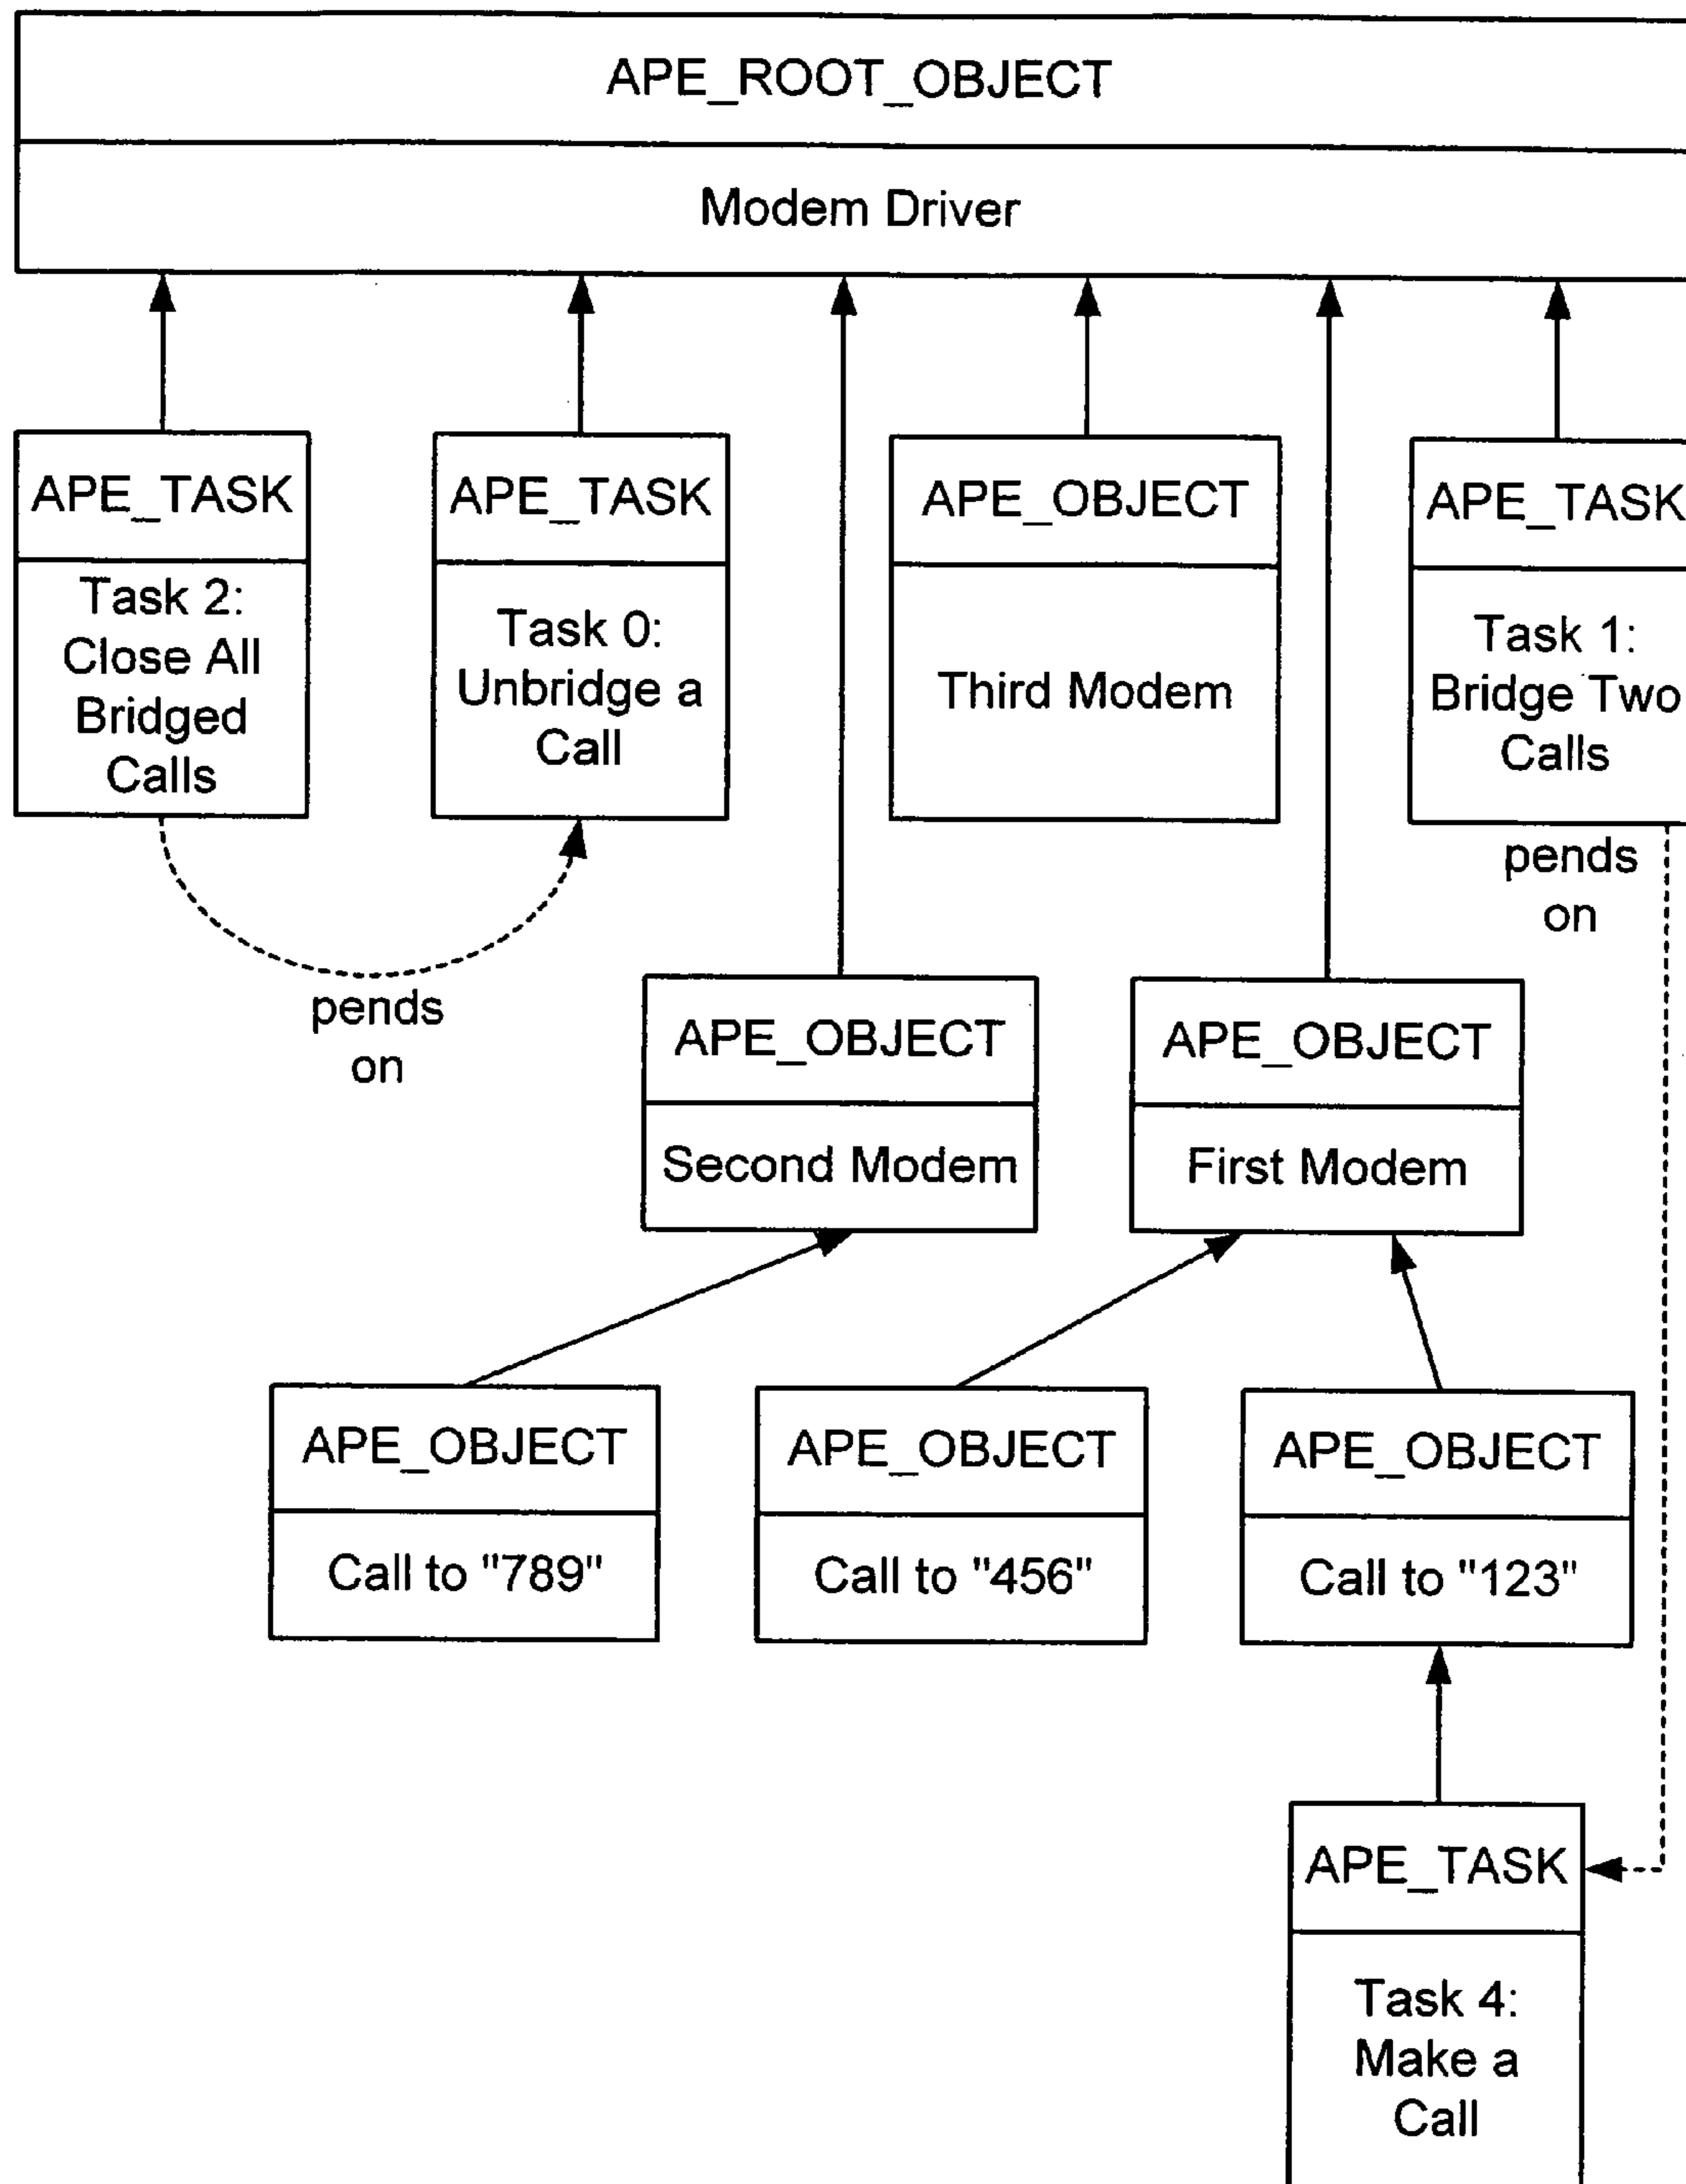 APE_ROOT_OBJECT
Modem Driver
APE_TASK
Task 2:
Close All
Bridged
Calls
APE_TASK
Task 0:
Unbridge a
Call
APE_OBJECT
Third Modem
APE_TASK
Task 1:
Bridge Two
Calls
pends
on
pends
on
APE_OBJECT
Second Modem
APE_OBJECT
First Modem
APE_OBJECT
Call to "789"
APE_OBJECT
Call to "456"
APE_OBJECT
Call to "123"
APE_TASK
Task 4:
Make a
Call